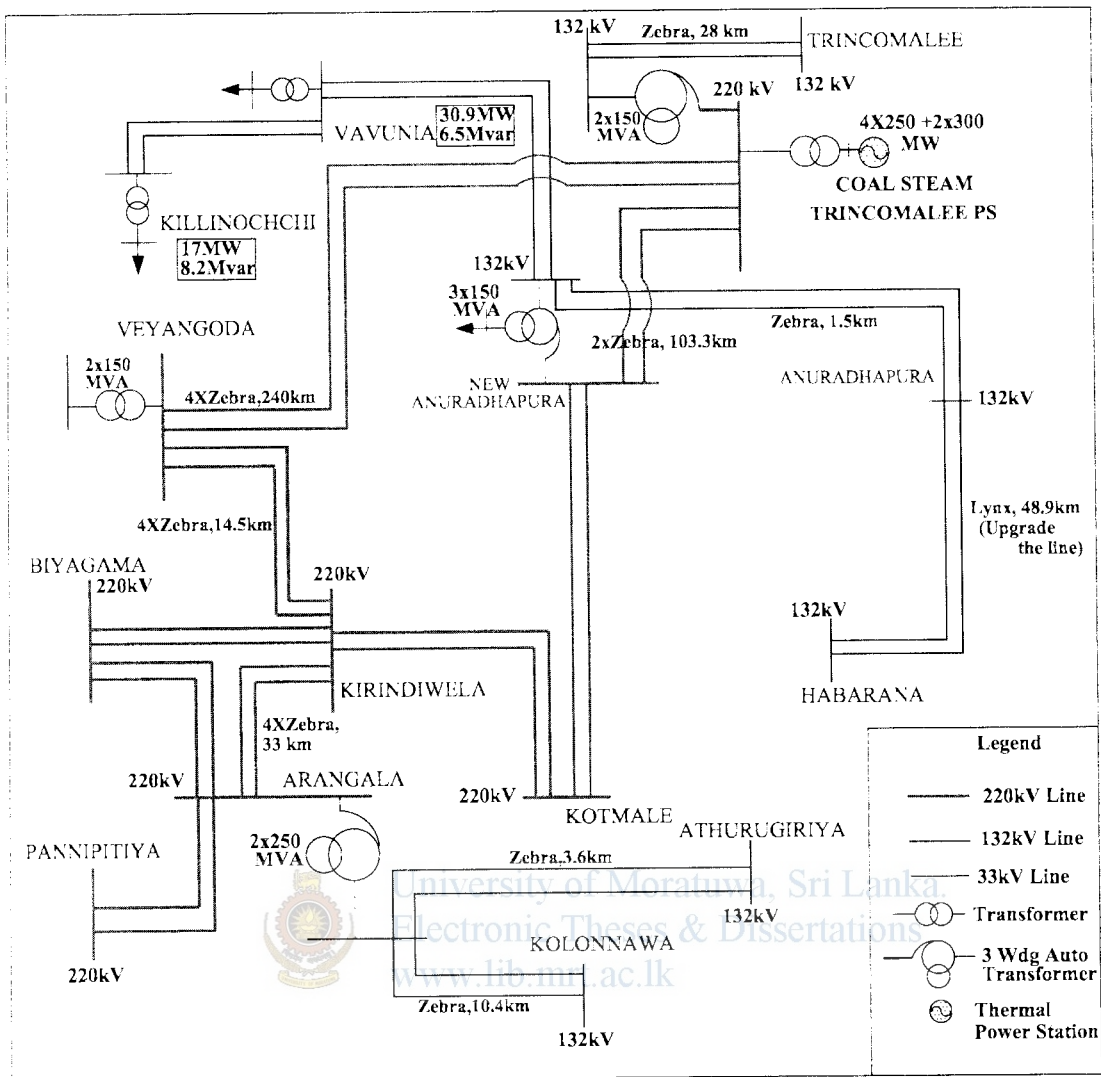 132 kV
Zebra, 28 km
TRINCOMALEE
132 kV
220 kV
2x150
MVA
4X250 +2x300
MW
COAL STEAM
TRINCOMALEE PS
VAVUNIA
30.9MW
6.5Mvar
KILLINOCHCHI
17MW
8.2Mvar
132kV
3x150
MVA
Zebra, 1.5km
2xZebra, 103.3km
NEW
ANURADHAPURA
ANURADHAPURA
132kV
VEYANGODA
2x150
MVA
4XZebra,240km
Lynx, 48.9km
(Upgrade
the line)
4XZebra,14.5km
BIYAGAMA
220kV
220kV
132kV
HABARANA
KIRINDIWELA
4XZebra,
33 km
220kV
ARANGALA
220kV
KOTMALE
PANNIPITIYA
2x250
MVA
ATHURUGIRIYA
Zebra,3.6km
132kV
KOLONNAWA
220kV
Zebra,10.4km
132kV
Legend
220kV Line
132kV Line
33kV Line
Transformer
3 Wdg Auto
Transformer
Thermal
Power Station
University of Moratuwa, Sri Lanka.
Electronic Theses & Dissertations
www.lib.mrt.ac.lk